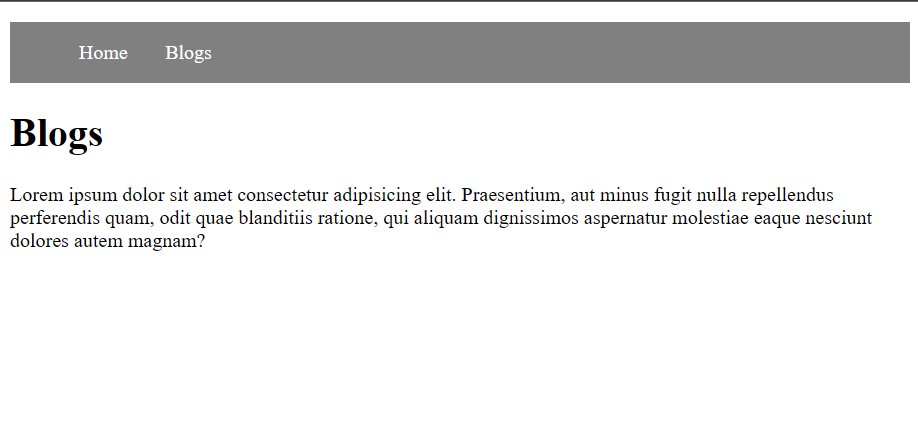 Home Blogs
Blogs
Lorem ipsum dolor sit amet consectetur adipisicing elit. Praesentium, aut minus fugit nulla repellendus
perferendis quam, odit quae blanditiis ratione, qui aliquam dignissimos aspernatur molestiae eaque nesciunt
dolores autem magnam?